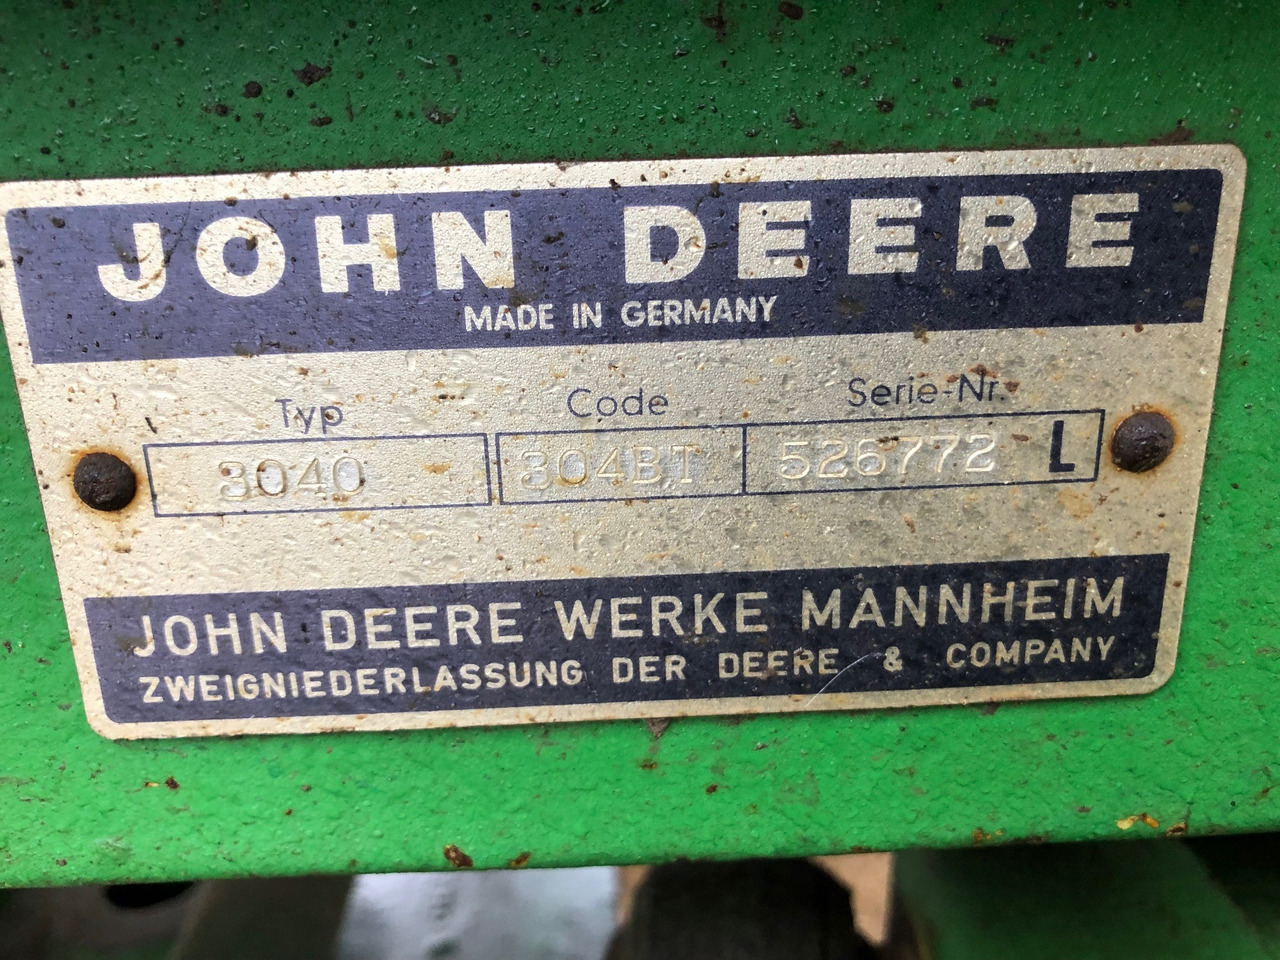 JOHN DEERE
MADE IN GERMANY
Typ Code Serie-Nr.
3040 304BT 526772 L
JOHN DEERE WERKE MANNHEIM
ZWEIGNIEDERLASSUNG DER DEERE & COMPANY